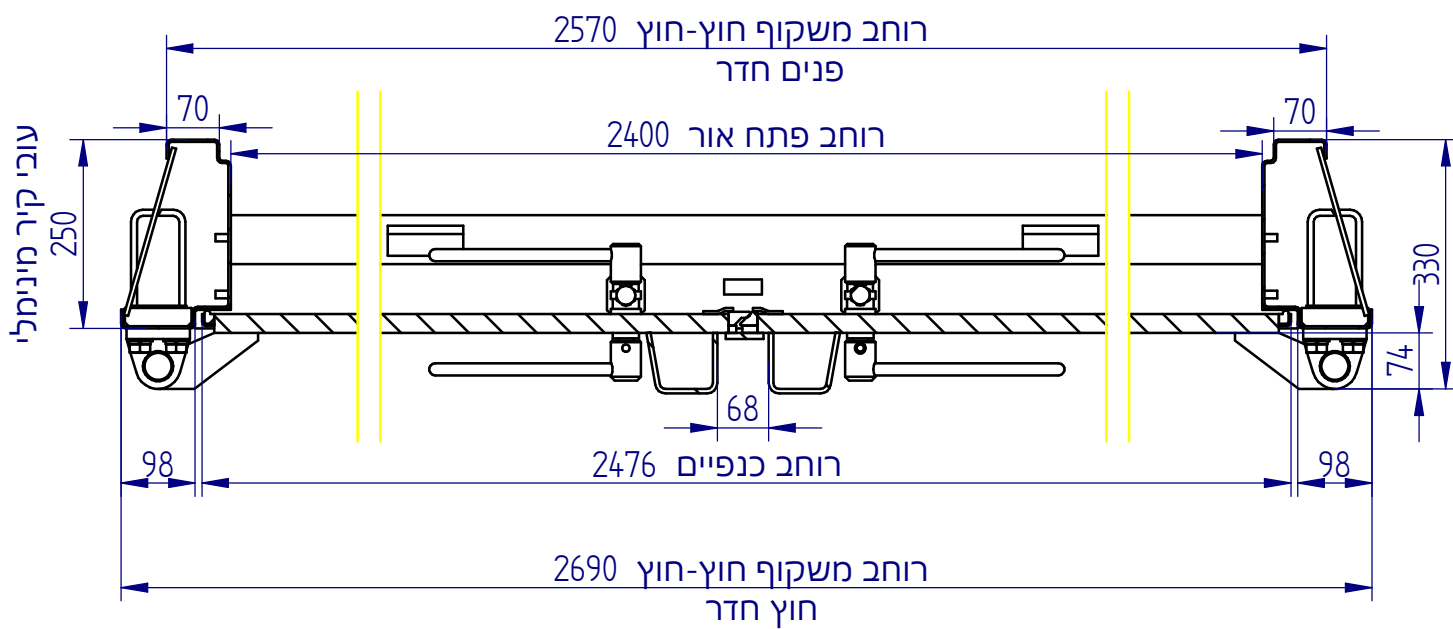 רוחב משקוף חוץ-חוץ 2570
פנים חדר
70
70
רוחב פתח אור 2400
עובי קיר מינימלי
250
330
74
68
98
רוחב כנפיים 2476
98
רוחב משקוף חוץ-חוץ 2690
חוץ חדר